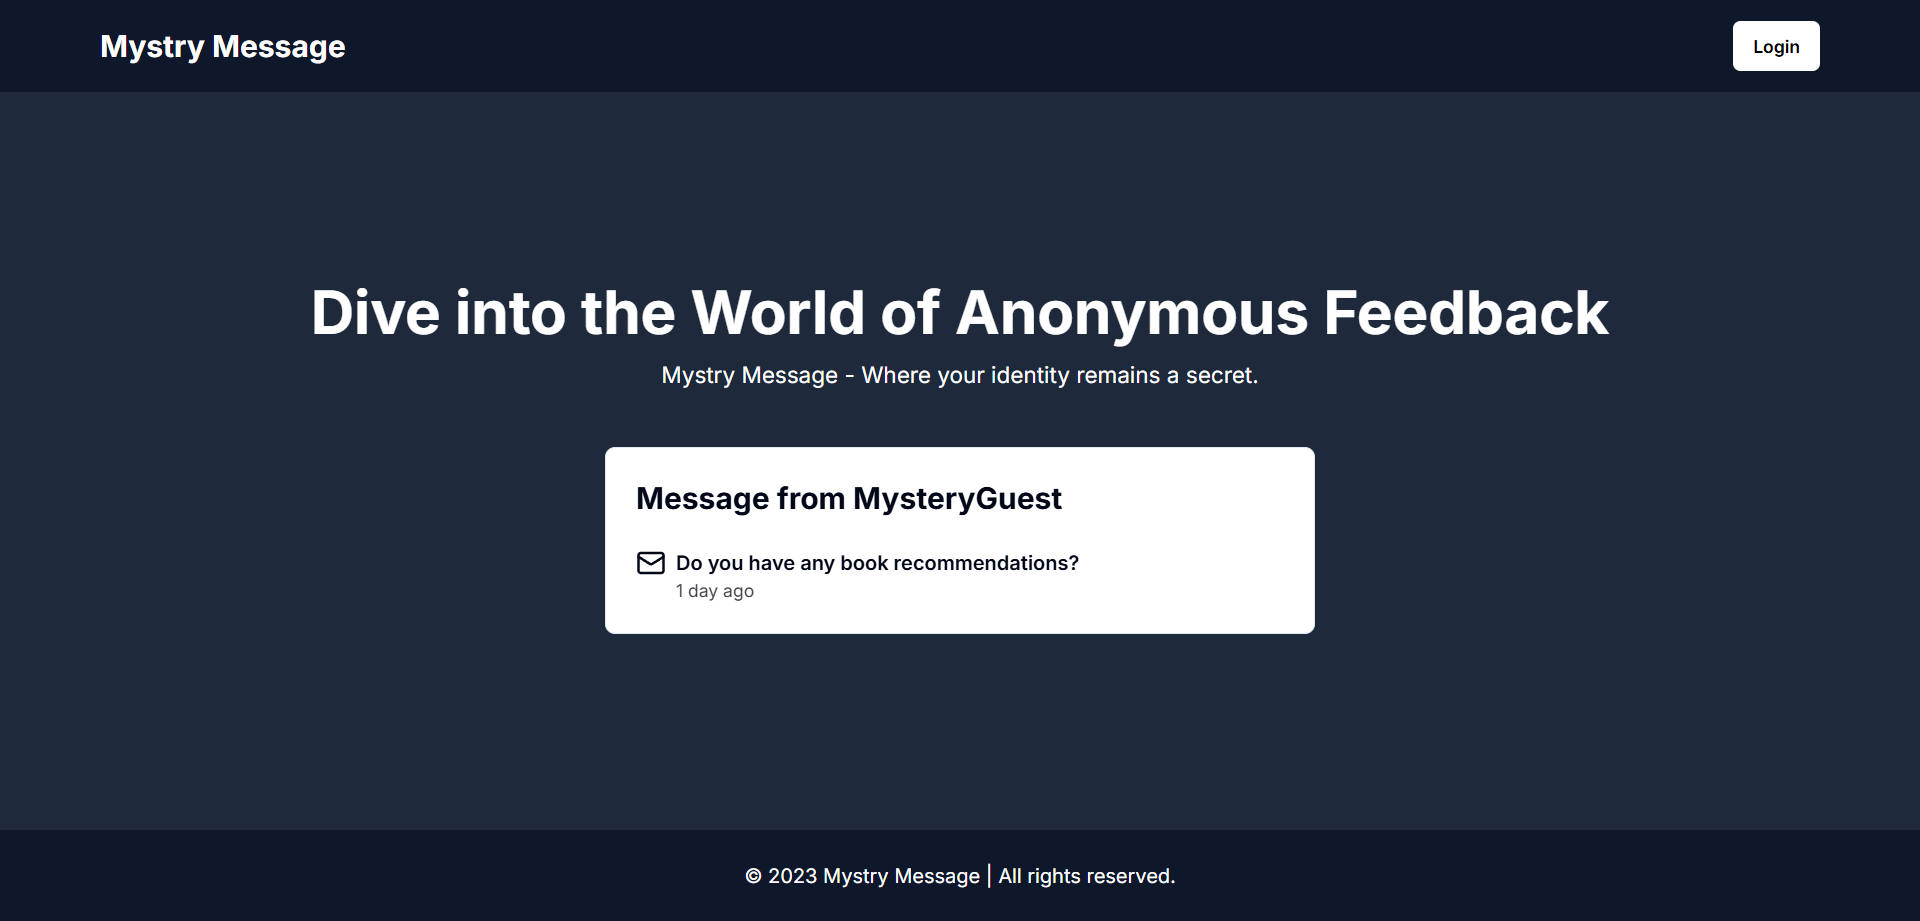 Mystry Message
Login
Dive into the World of Anonymous Feedback
Mystry Message - Where your identity remains a secret.
Message from MysteryGuest
Do you have any book recommendations?
1 day ago
© 2023 Mystry Message | All rights reserved.